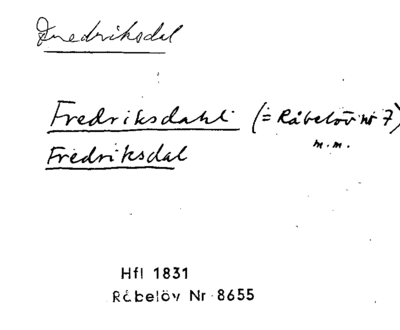 Fredriksdal
Fredriksdahl (= Råbelöv nr 7)
m.m.
Fredriksdal
Hfl 1831
Råbelöv Nr 8655